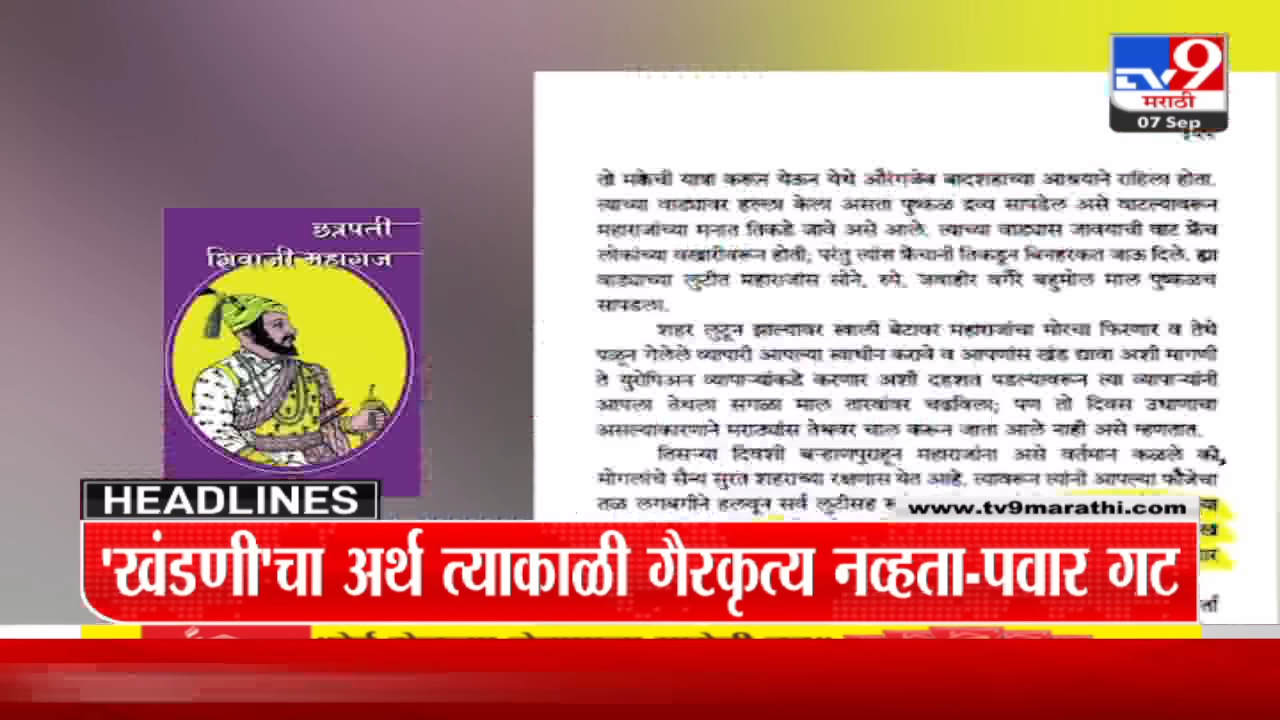 TV9
मराठी
07 Sep
तो मक्केची यात्रा करून येऊन येथे औरंगजेब बादशहाच्या आश्रयाने राहिला होता.
त्याच्या वाड्यावर हल्ला केला असता पुष्कळ द्रव्य सापडेल असे वाटल्यावरून
महाराजांच्या मनात तिकडे जावे असे आले. त्याच्या वाड्यास जावयाची वाट फ्रेंच
लोकांच्या वखारीवरून होती; परंतु त्यांस फ्रेंचांनी तिकडून बिनहरकत जाऊ दिले. ह्या
वाड्याच्या लुटीत महाराजांस सोने, रुपे, जवाहीर वगैरे बहुमोल माल पुष्कळच
सापडला.
शहर लुटून झाल्यावर स्वाली बेटावर महाराजांचा मोरचा फिरणार व तेथे
पळून गेलेले व्यापारी आपल्या स्वाधीन करावे व आपणांस खंड द्यावा अशी मागणी
ते युरोपिअन व्यापाऱ्यांकडे करणार अशी दहशत पडल्यावरून त्या व्यापाऱ्यांनी
आपला तेथला सगळा माल तारवांवर चढविला; पण तो दिवस उधाणाचा
असल्याकारणाने मराठ्यांस तेथवर चाल करून जाता आले नाही असे म्हणतात.
तिसऱ्या दिवशी बऱ्हाणपुराहून महाराजांना असे वर्तमान कळले की,
मोगलांचे सैन्य सुरत शहराच्या रक्षणास येत आहे. त्यावरून त्यांनी आपल्या फौजेचा
तळ लगबगीने हलवून सर्व लुटीसह
छत्रपती
शिवाजी महाराज
HEADLINES
www.tv9marathi.com
'खंडणी'चा अर्थ त्याकाळी गैरकृत्य नव्हता-पवार गट